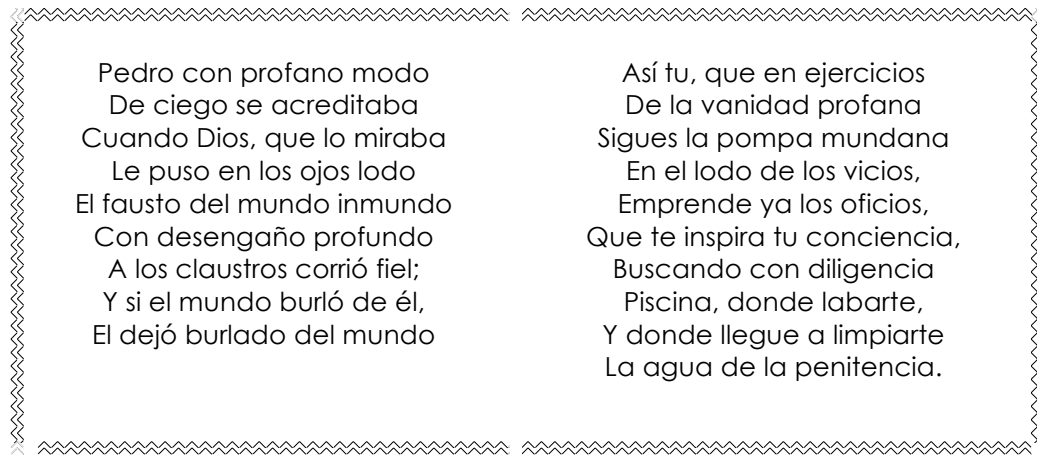 Pedro con profano modo
De ciego se acreditaba
Cuando Dios, que lo miraba
Le puso en los ojos lodo
El fausto del mundo inmundo
Con desengaño profundo
A los claustros corrió fiel;
Y si el mundo burló de él,
El dejó burlado del mundo
Así tu, que en ejercicios
De la vanidad profana
Sigues la pompa mundana
En el lodo de los vicios,
Emprende ya los oficios,
Que te inspira tu conciencia,
Buscando con diligencia
Piscina, donde labarte,
Y donde llegue a limpiarte
La agua de la penitencia.